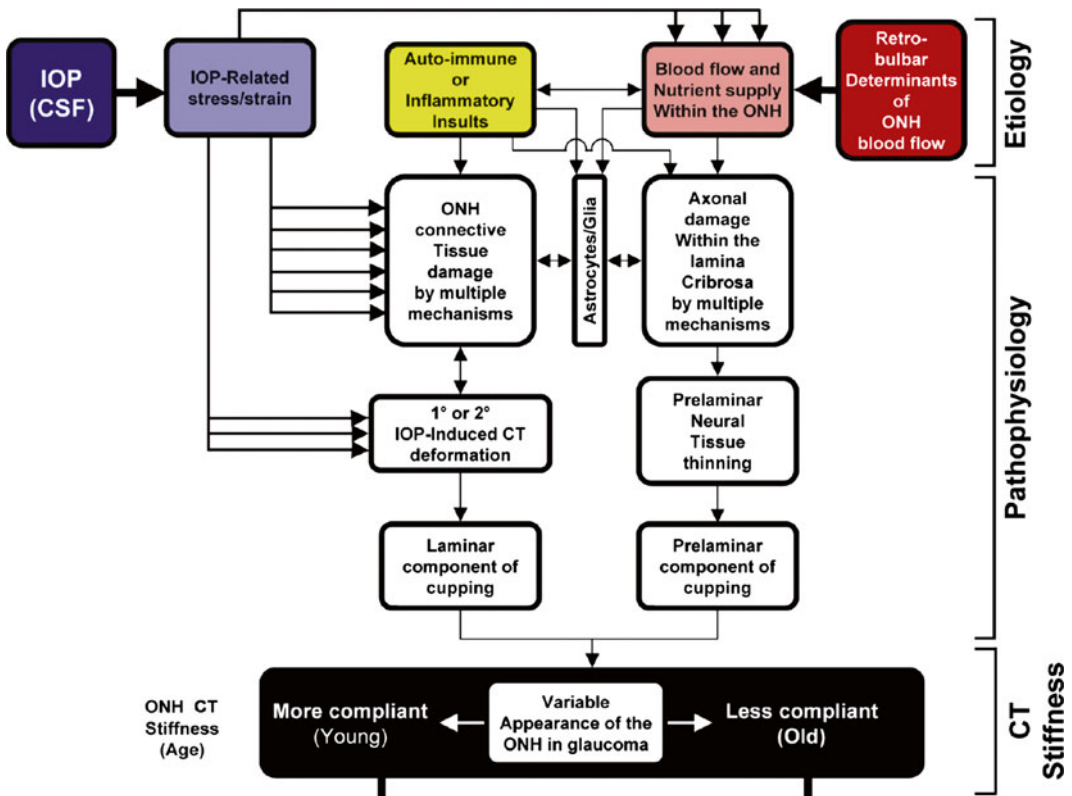 IOP
(CSF)
IOP-Related
stress/strain
Auto-immune
or
Inflammatory
Insults
Blood flow and
Nutrient supply
Within the ONH
Retro-
bulbar
Determinants
of
ONH
blood flow
Etiology
ONH
connective
Tissue
damage
by multiple
mechanisms
Astrocytes/Glia
Axonal
damage
Within the
lamina
Cribrosa
by multiple
mechanisms
1° or 2°
IOP-Induced CT
deformation
Prelaminar
Neural
Tissue
thinning
Laminar
component of
cupping
Prelaminar
component of
cupping
Pathophysiology
ONH CT
Stiffness
(Age)
More compliant
(Young)
Variable
Appearance of the
ONH in glaucoma
Less compliant
(Old)
CT
Stiffness